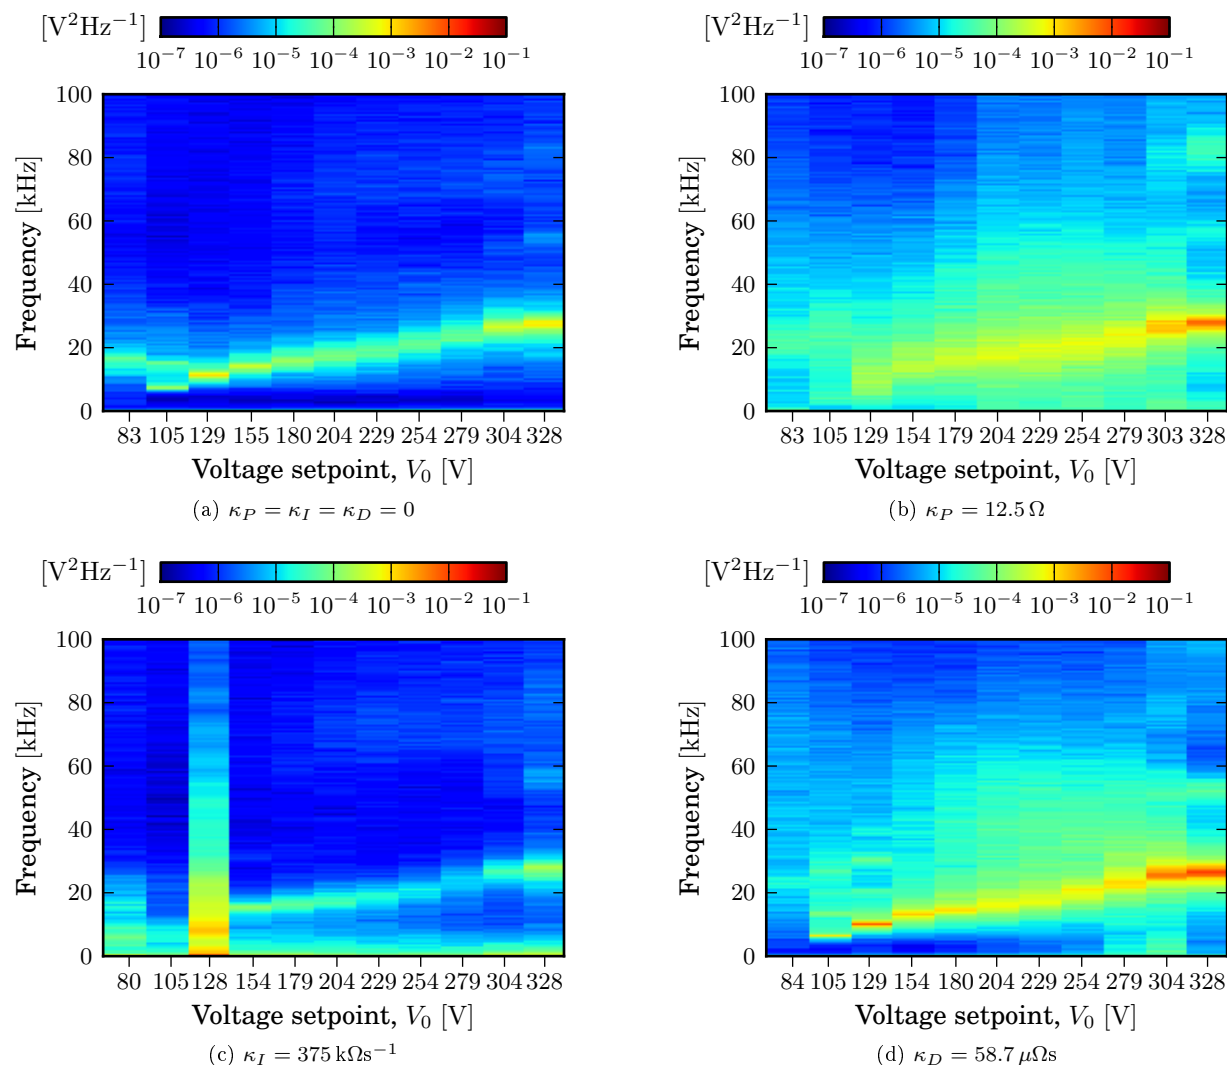 [V²Hz⁻¹]
10⁻⁷ 10⁻⁶ 10⁻⁵ 10⁻⁴ 10⁻³ 10⁻² 10⁻¹
Frequency [kHz]
100
80
60
40
20
0
83 105 129 155 180 204 229 254 279 304 328
Voltage setpoint, V₀ [V]
(a) κ_P = κ_I = κ_D = 0
[V²Hz⁻¹]
10⁻⁷ 10⁻⁶ 10⁻⁵ 10⁻⁴ 10⁻³ 10⁻² 10⁻¹
Frequency [kHz]
100
80
60
40
20
0
83 105 129 154 179 204 229 254 279 303 328
Voltage setpoint, V₀ [V]
(b) κ_P = 12.5 Ω
[V²Hz⁻¹]
10⁻⁷ 10⁻⁶ 10⁻⁵ 10⁻⁴ 10⁻³ 10⁻² 10⁻¹
Frequency [kHz]
100
80
60
40
20
0
80 105 128 154 179 204 229 254 279 304 328
Voltage setpoint, V₀ [V]
(c) κ_I = 375 kΩs⁻¹
[V²Hz⁻¹]
10⁻⁷ 10⁻⁶ 10⁻⁵ 10⁻⁴ 10⁻³ 10⁻² 10⁻¹
Frequency [kHz]
100
80
60
40
20
0
84 105 129 154 180 204 229 254 279 304 328
Voltage setpoint, V₀ [V]
(d) κ_D = 58.7 μΩs